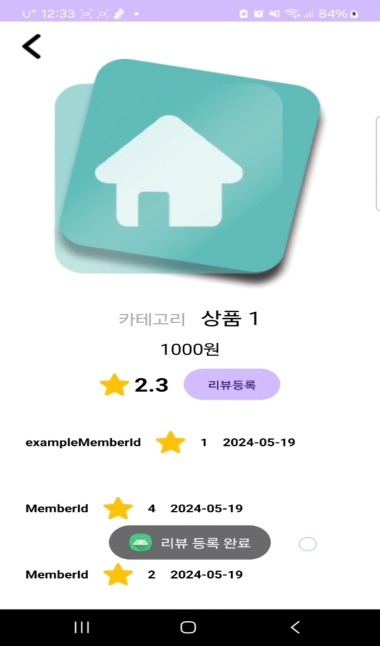 U+ 12:33 84%
카테고리 상품 1
1000원
2.3 리뷰등록
exampleMemberId 1 2024-05-19
MemberId 4 2024-05-19
리뷰 등록 완료
MemberId 2 2024-05-19